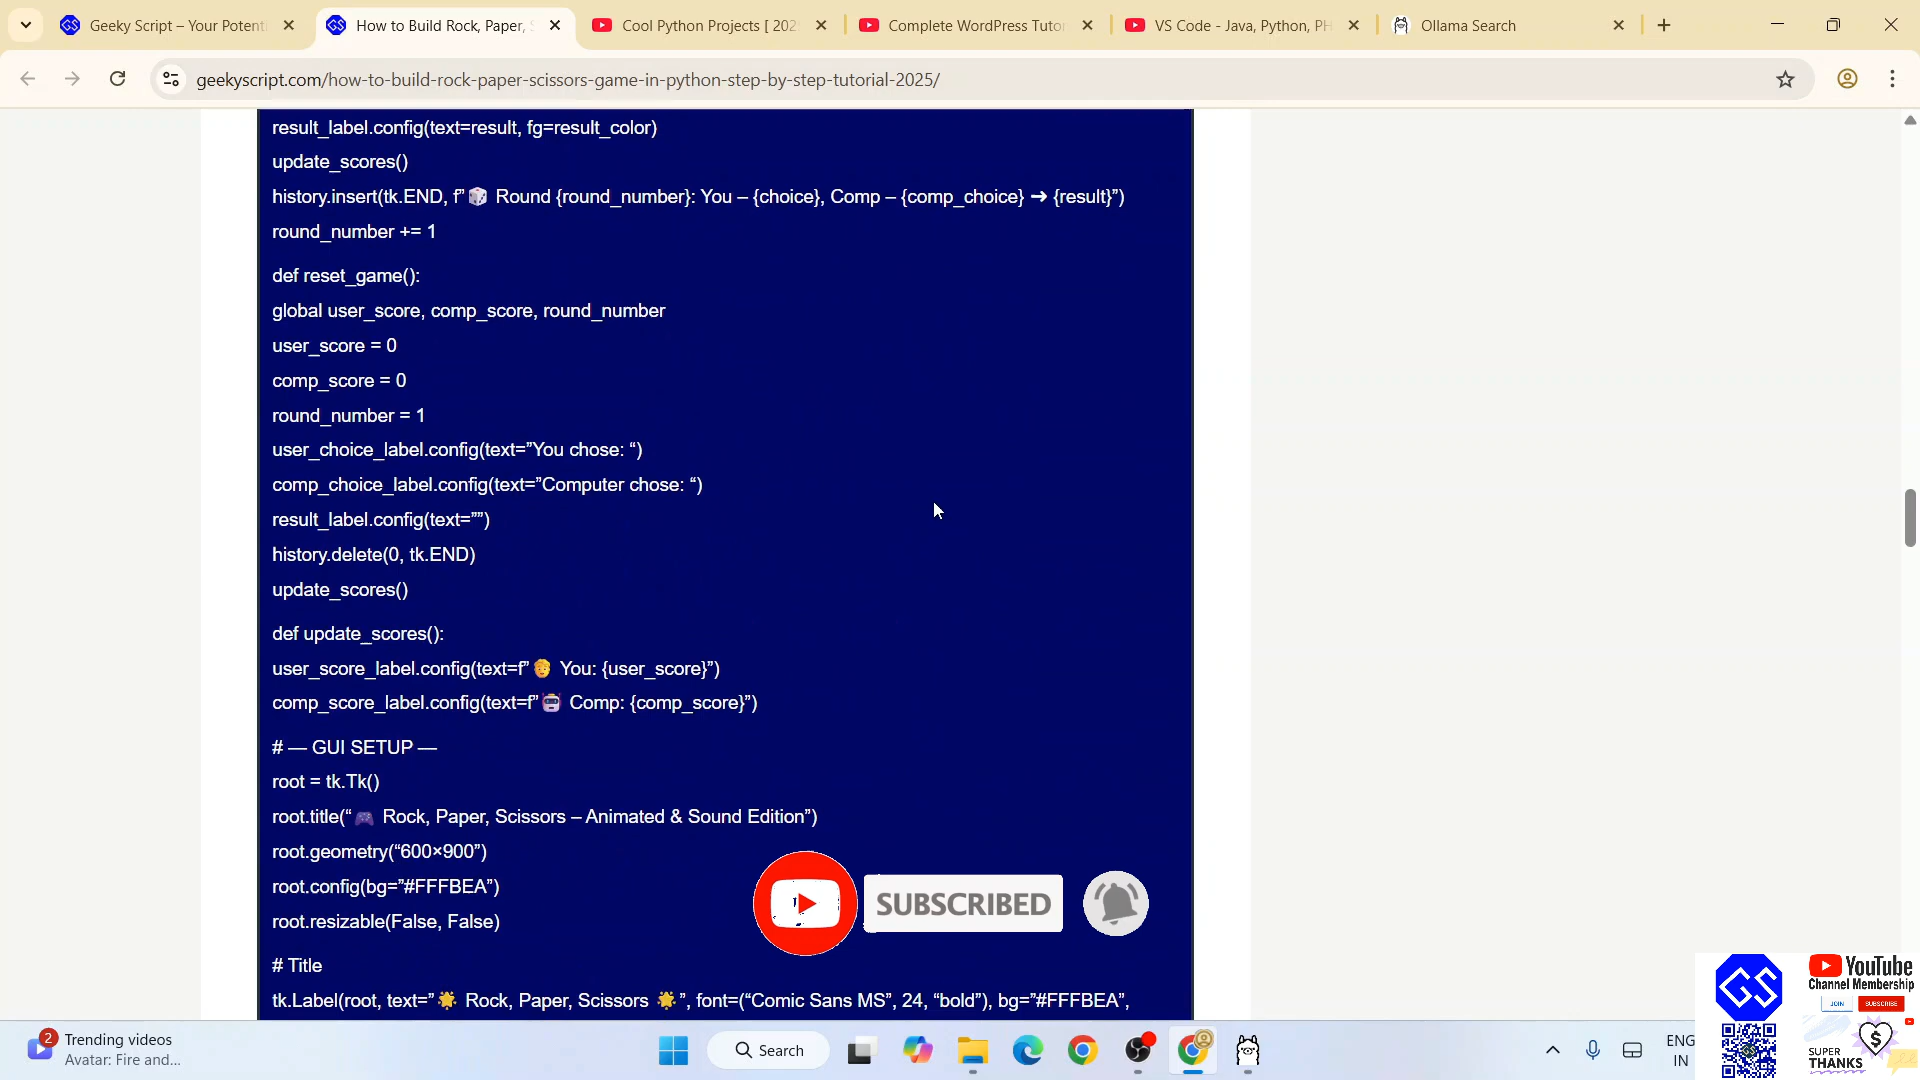 Geeky Script – Your Potent
How to Build Rock, Paper, S
Cool Python Projects [ 202
Complete WordPress Tutor
VS Code - Java, Python, PH
Ollama Search
geekyscript.com/how-to-build-rock-paper-scissors-game-in-python-step-by-step-tutorial-2025/
result_label.config(text=result, fg=result_color)
update_scores()
history.insert(tk.END, f”🎲 Round {round_number}: You – {choice}, Comp – {comp_choice} ➜ {result}”)
round_number += 1
def reset_game():
global user_score, comp_score, round_number
user_score = 0
comp_score = 0
round_number = 1
user_choice_label.config(text=”You chose: “)
comp_choice_label.config(text=”Computer chose: “)
result_label.config(text=””)
history.delete(0, tk.END)
update_scores()
def update_scores():
user_score_label.config(text=f”🧑 You: {user_score}”)
comp_score_label.config(text=f”🤖 Comp: {comp_score}”)
# — GUI SETUP —
root = tk.Tk()
root.title(“🎮 Rock, Paper, Scissors – Animated & Sound Edition”)
root.geometry(“600×900”)
root.config(bg=”#FFFBEA”)
root.resizable(False, False)
# Title
tk.Label(root, text=”🌟 Rock, Paper, Scissors 🌟”, font=(“Comic Sans MS”, 24, “bold”), bg=”#FFFBEA”,
SUBSCRIBED
GS
YouTube
Channel Membership
JOIN
SUBSCRIBE
SUPER
THANKS
$
2
Trending videos
Avatar: Fire and...
Search
ENG
IN